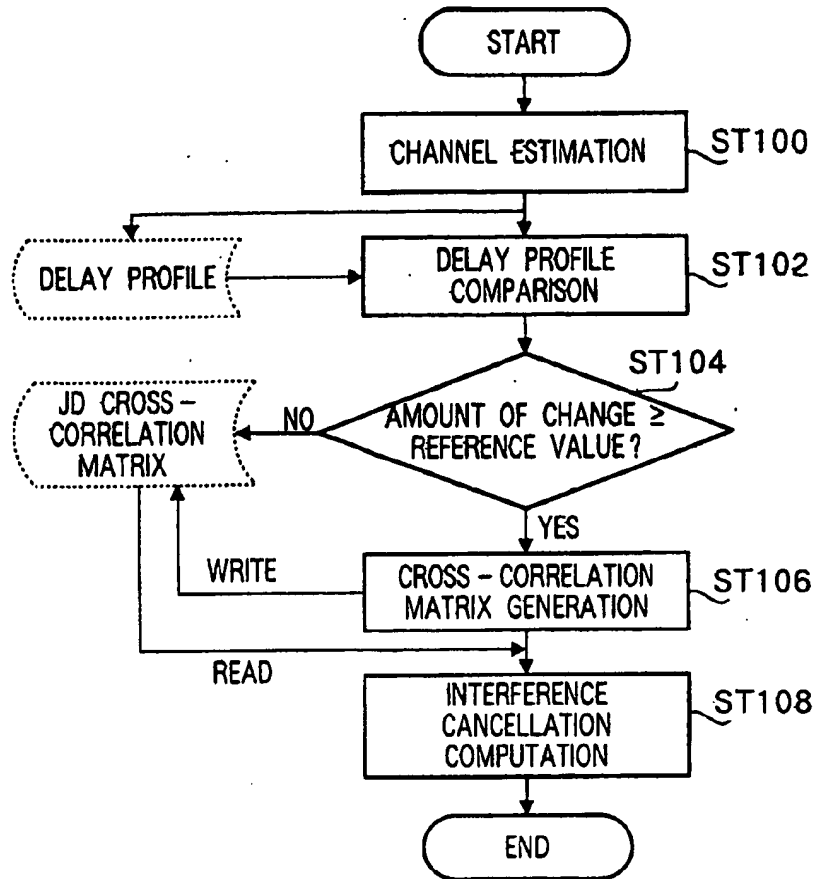 START
CHANNEL ESTIMATION
ST100
DELAY PROFILE
DELAY PROFILE
COMPARISON
ST102
ST104
JD CROSS-
CORRELATION
MATRIX
NO
AMOUNT OF CHANGE ≥
REFERENCE VALUE?
YES
WRITE
CROSS-CORRELATION
MATRIX GENERATION
ST106
READ
INTERFERENCE
CANCELLATION
COMPUTATION
ST108
END